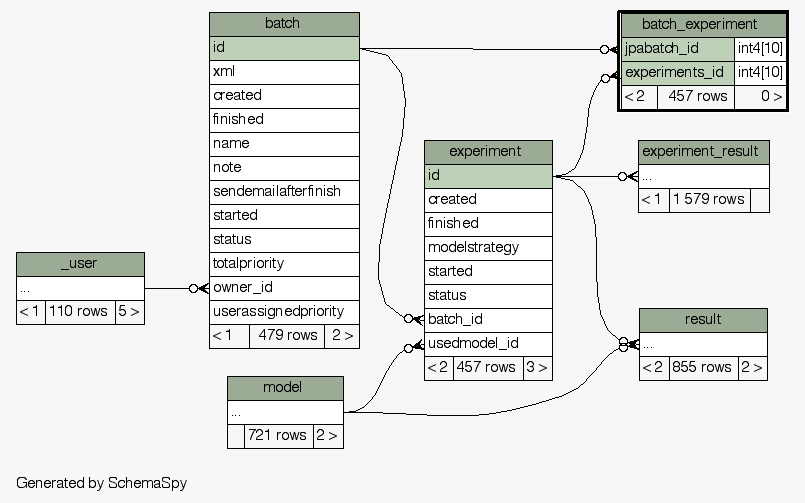 batch
id
xml
created
finished
name
note
sendemailafterfinish
started
status
totalpriority
owner_id
userassignedpriority
< 1 479 rows 2 >
batch_experiment
jpabatch_id int4[10]
experiments_id int4[10]
< 2 457 rows 0 >
experiment
id
created
finished
modelstrategy
started
status
batch_id
usedmodel_id
< 2 457 rows 3 >
experiment_result
...
< 1 1 579 rows
_user
...
< 1 110 rows 5 >
result
...
< 2 855 rows 2 >
model
...
721 rows 2 >
Generated by SchemaSpy